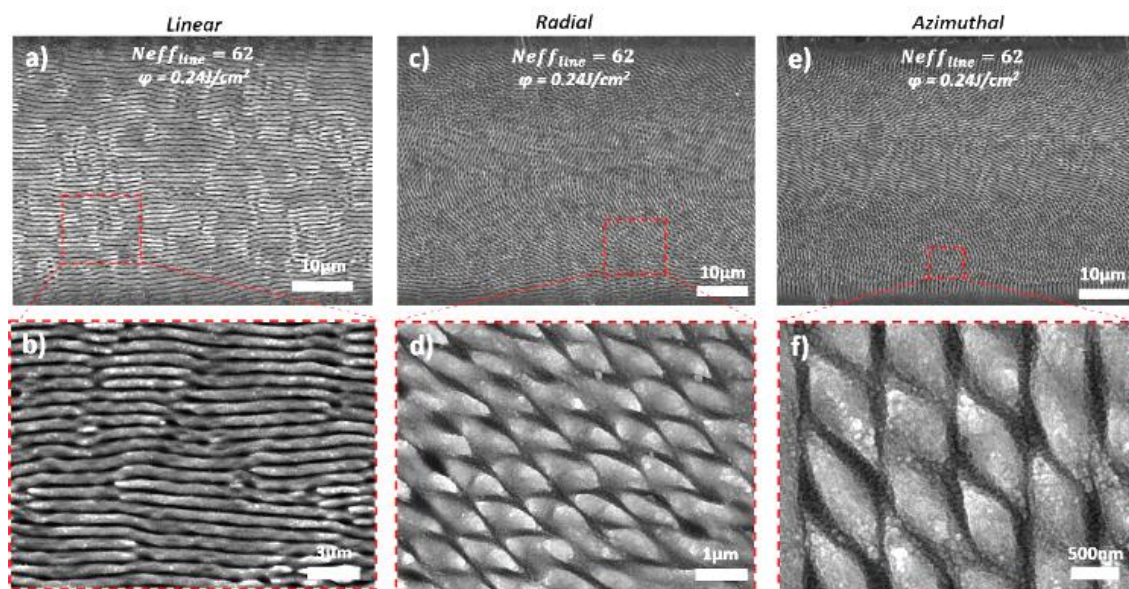 Linear
Radial
Azimuthal
a)
Neff_line = 62
φ = 0.24J/cm²
10μm
c)
Neff_line = 62
φ = 0.24J/cm²
10μm
e)
Neff_line = 62
φ = 0.24J/cm²
10μm
b)
3μm
d)
1μm
f)
500nm